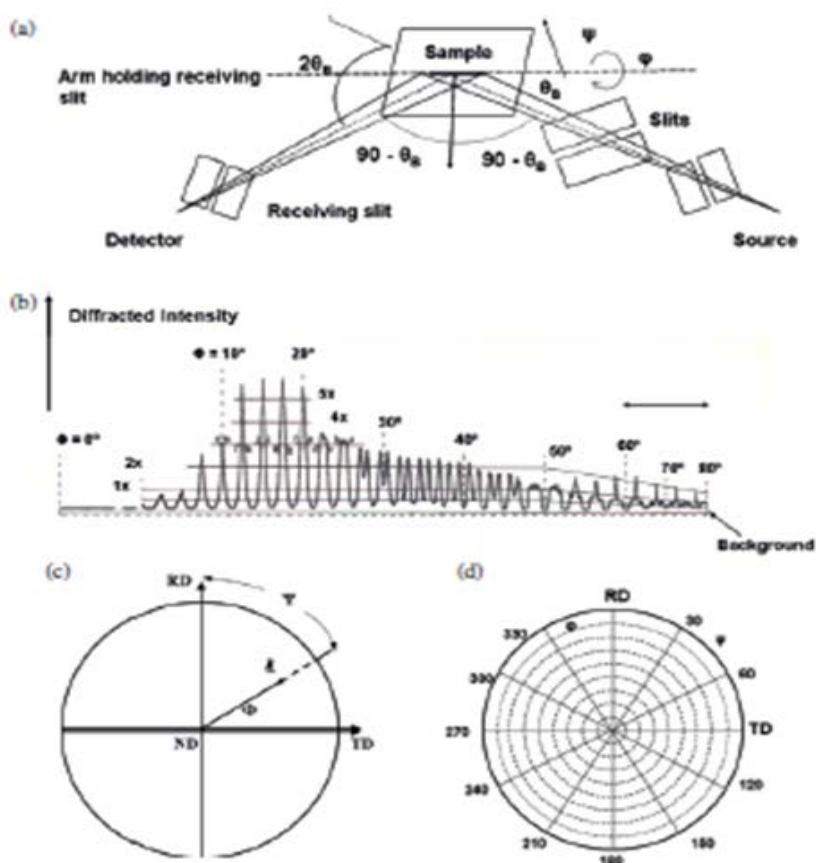 (a)
Sample
Ψ
φ
2θB
θB
Arm holding receiving
slit
Slits
90 - θB 90 - θB
Receiving slit
Detector
Source
(b)
Diffracted Intensity
Φ = 10° 20°
5x
4x
30°
Φ = 0°
40°
2x
50°
60°
70° 80°
1x
Background
(c)
RD
Ψ
Φ
ND
TD
(d)
RD
330
Φ
30
φ
300
60
270
TD
240
120
210
150
180